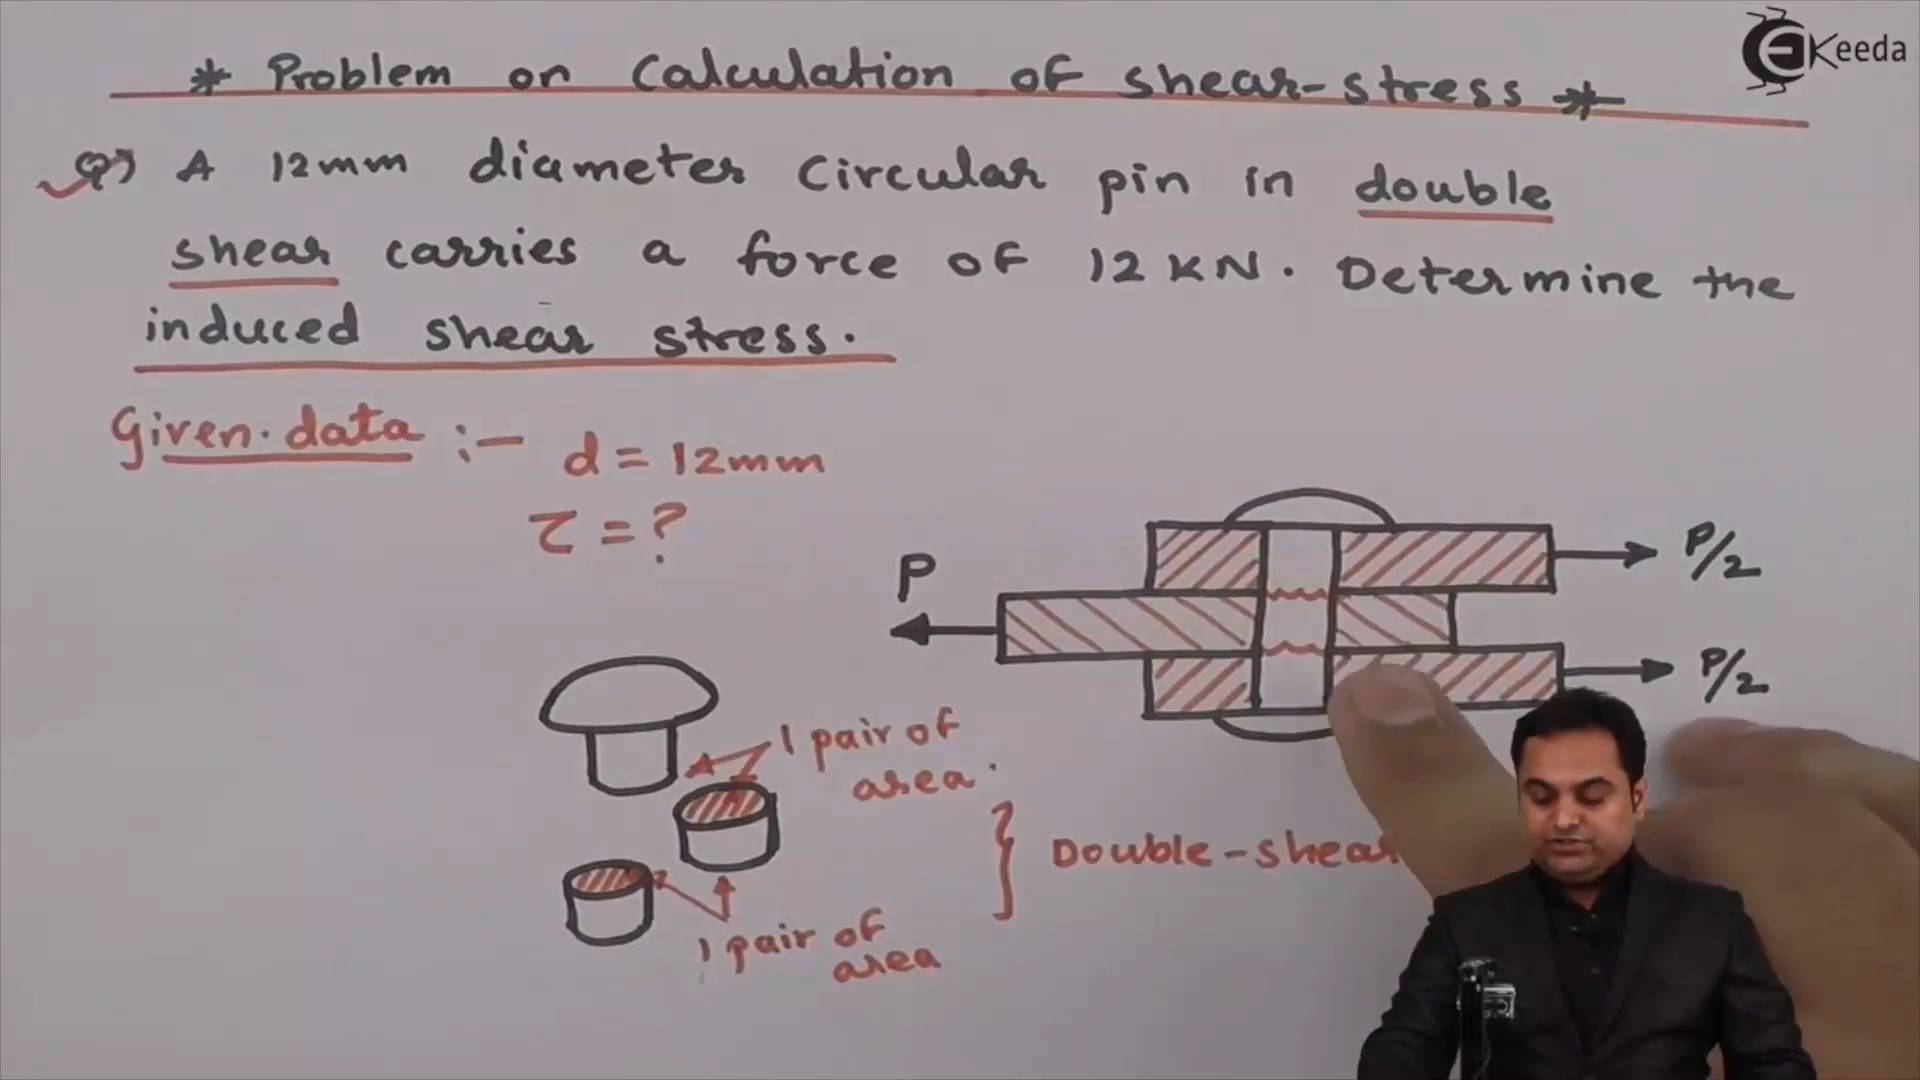 EKeeda
* Problem on Calculation of shear-stress *
Q) A 12mm diameter Circular pin in double
shear carries a force of 12 KN. Determine the
induced shear stress.
Given data :- d = 12mm
τ = ?
P
P/2
P/2
1 pair of
area.
Double-shear
1 pair of
area